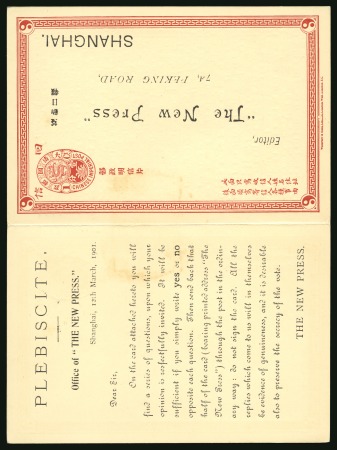 Editor,
"The New Press"
7A, PEKING ROAD,
SHANGHAI.
PLEBISCITE.
Office of "THE NEW PRESS."
Shanghai, 12th March, 1901.
Dear Sir,
On the card attached hereto you will
find a series of questions, upon which your
opinion is respectfully invited. It will be
sufficient if you simply write yes or no
opposite each question. Then send back that
half of the card (bearing printed address "The
New Press") through the post in the ordin-
ary way: do not sign the card. All the
replies which come to us will in themselves
be evidence of genuineness, and it is desirable
also to preserve the secrecy of the vote.
THE NEW PRESS.